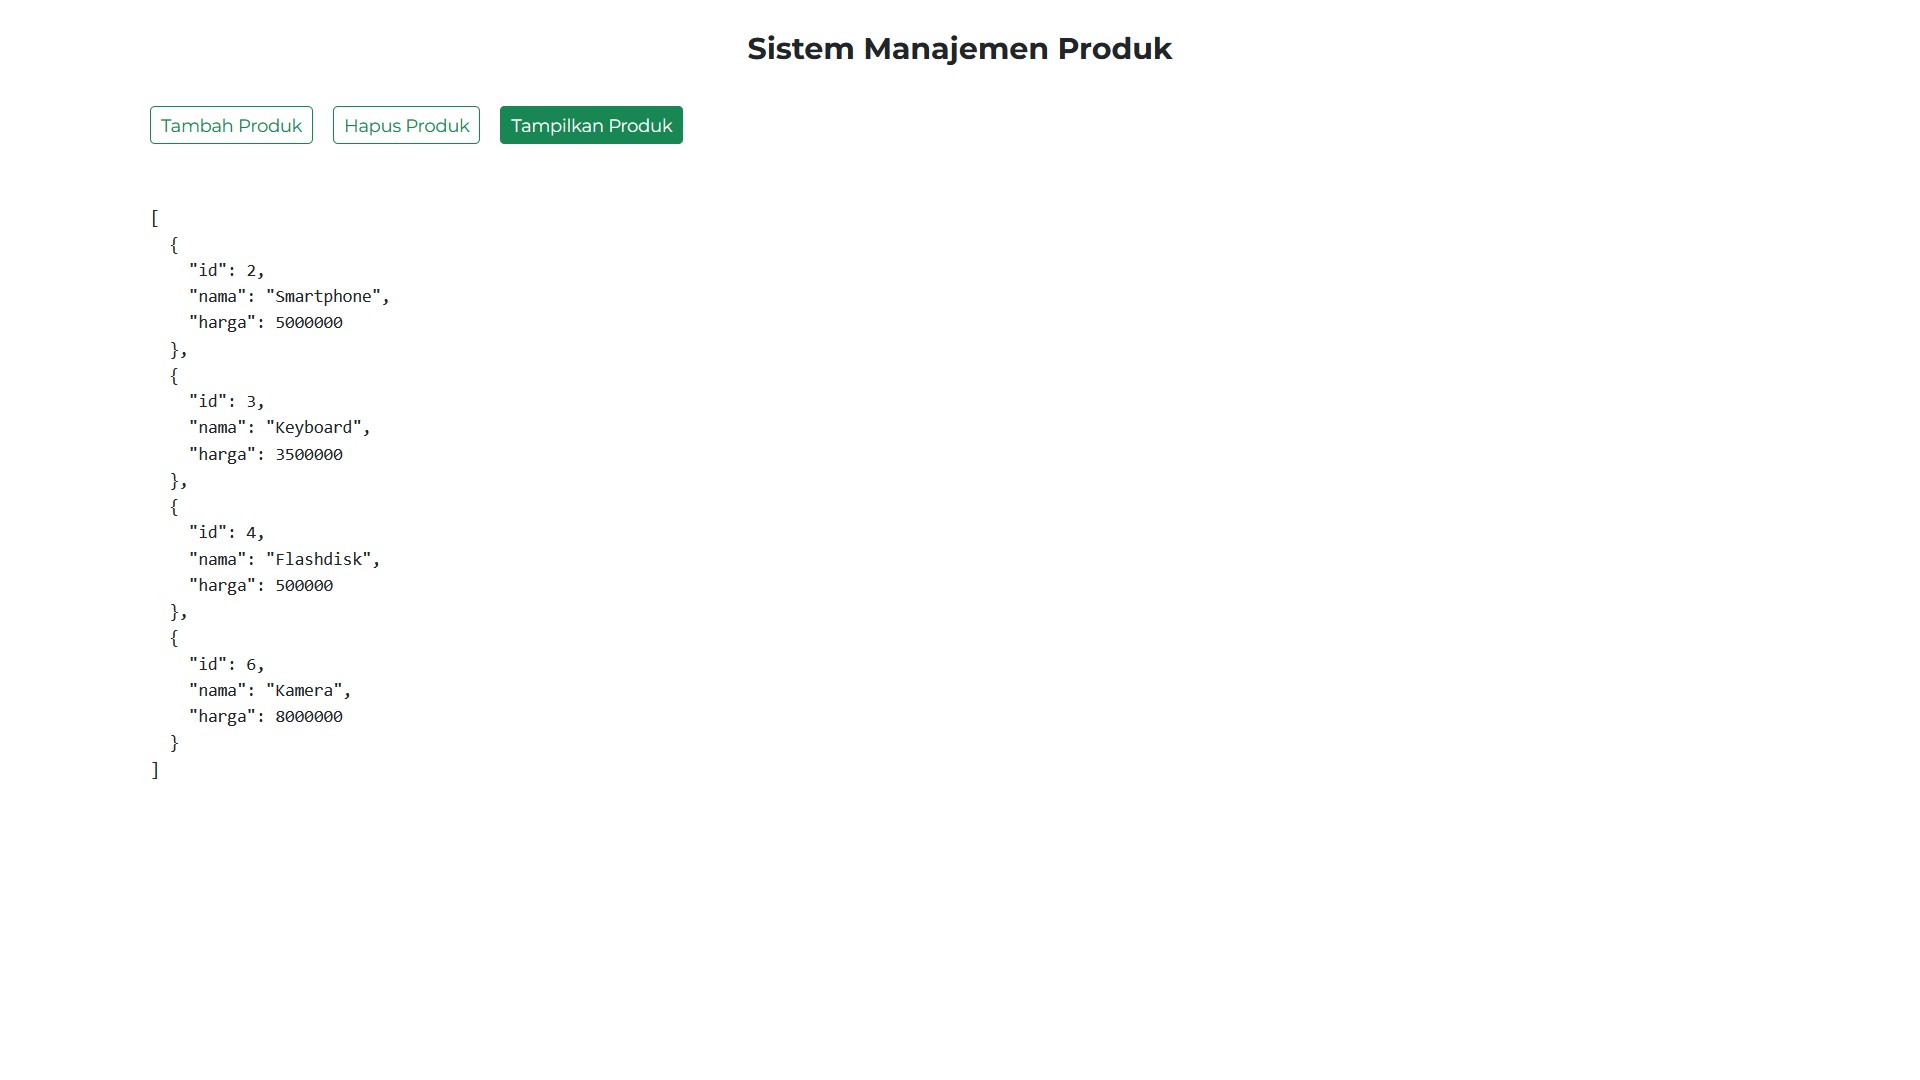 Sistem Manajemen Produk
Tambah Produk Hapus Produk Tampilkan Produk
[
  {
    "id": 2,
    "nama": "Smartphone",
    "harga": 5000000
  },
  {
    "id": 3,
    "nama": "Keyboard",
    "harga": 3500000
  },
  {
    "id": 4,
    "nama": "Flashdisk",
    "harga": 500000
  },
  {
    "id": 6,
    "nama": "Kamera",
    "harga": 8000000
  }
]